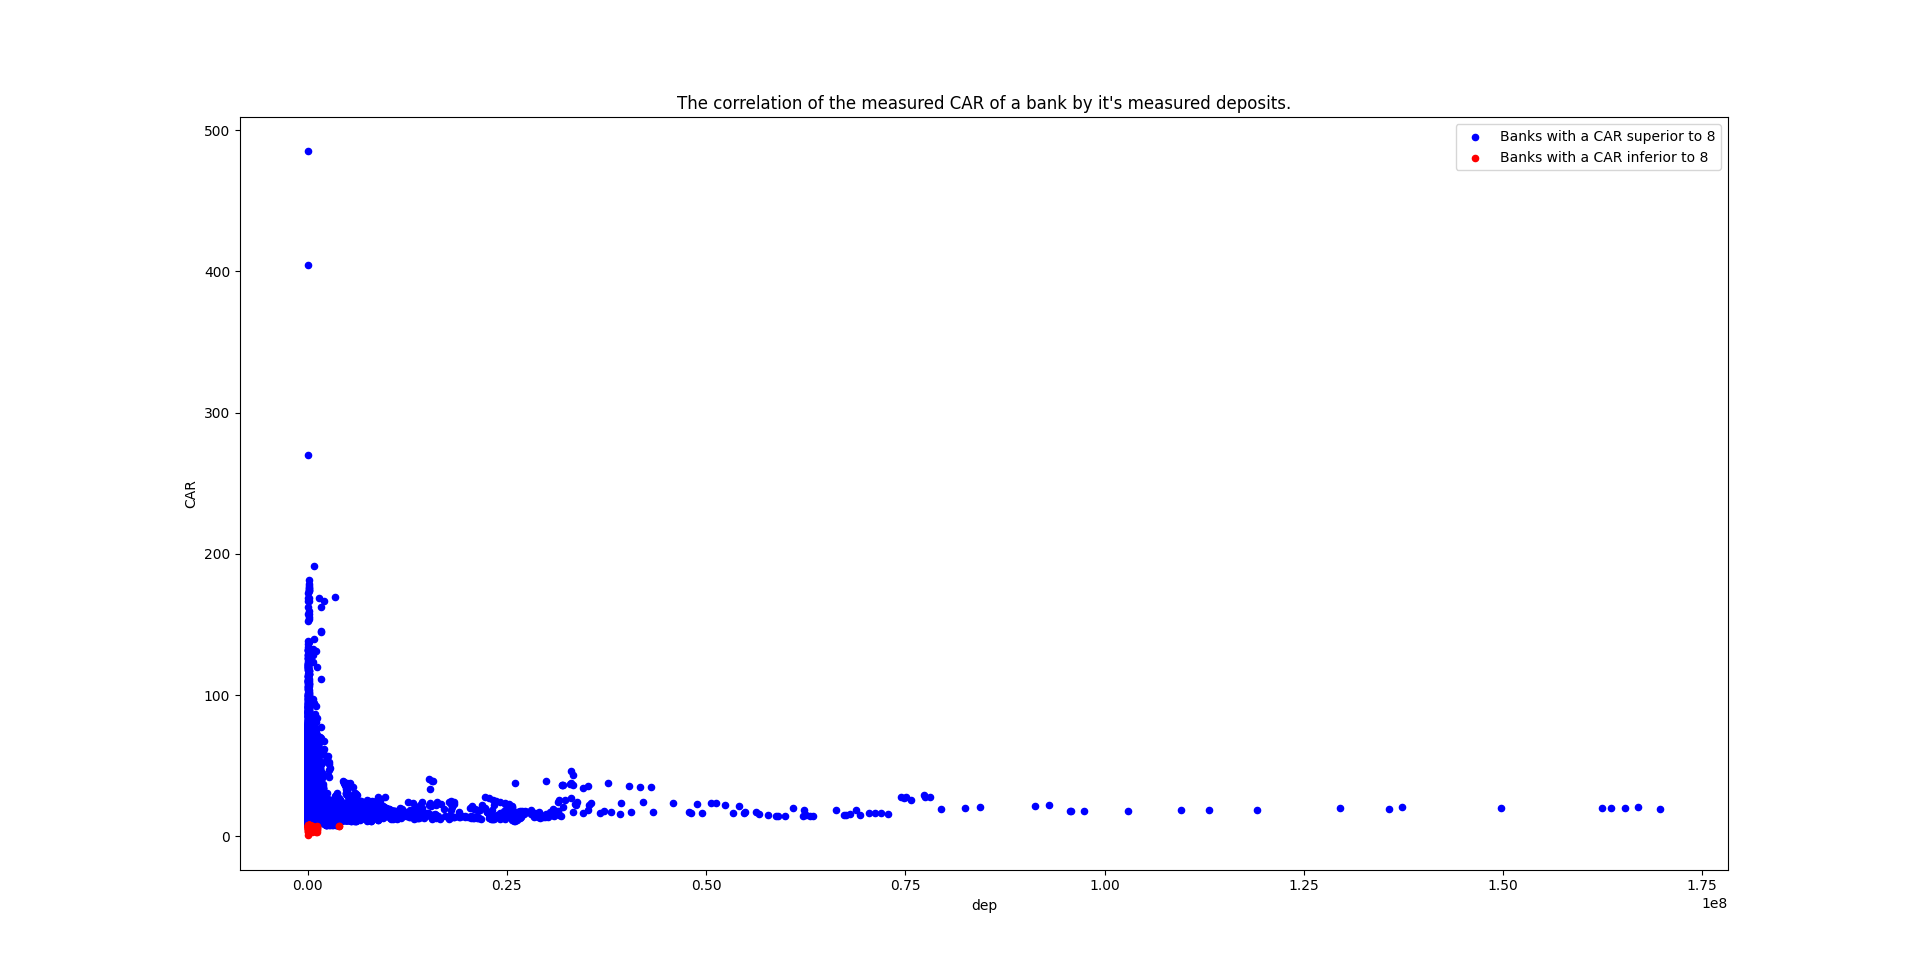 The correlation of the measured CAR of a bank by it's measured deposits.
Banks with a CAR superior to 8
Banks with a CAR inferior to 8
500
400
300
200
100
0
CAR
0.00 0.25 0.50 0.75 1.00 1.25 1.50 1.75
1e8
dep